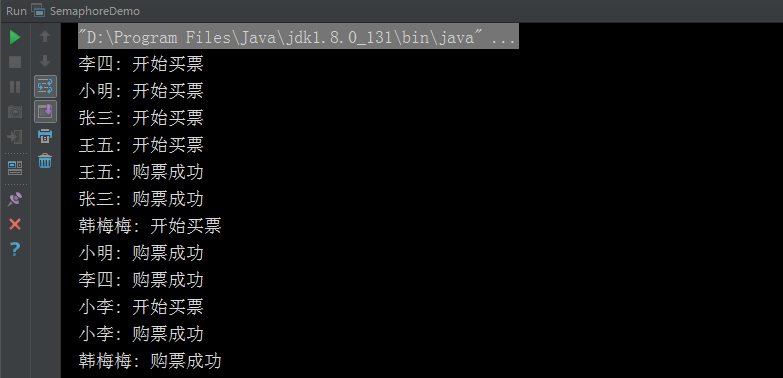 Run SemaphoreDemo
"D:\Program Files\Java\jdk1.8.0_131\bin\java" ...
李四: 开始买票
小明: 开始买票
张三: 开始买票
王五: 开始买票
王五: 购票成功
张三: 购票成功
韩梅梅: 开始买票
小明: 购票成功
李四: 购票成功
小李: 开始买票
小李: 购票成功
韩梅梅: 购票成功